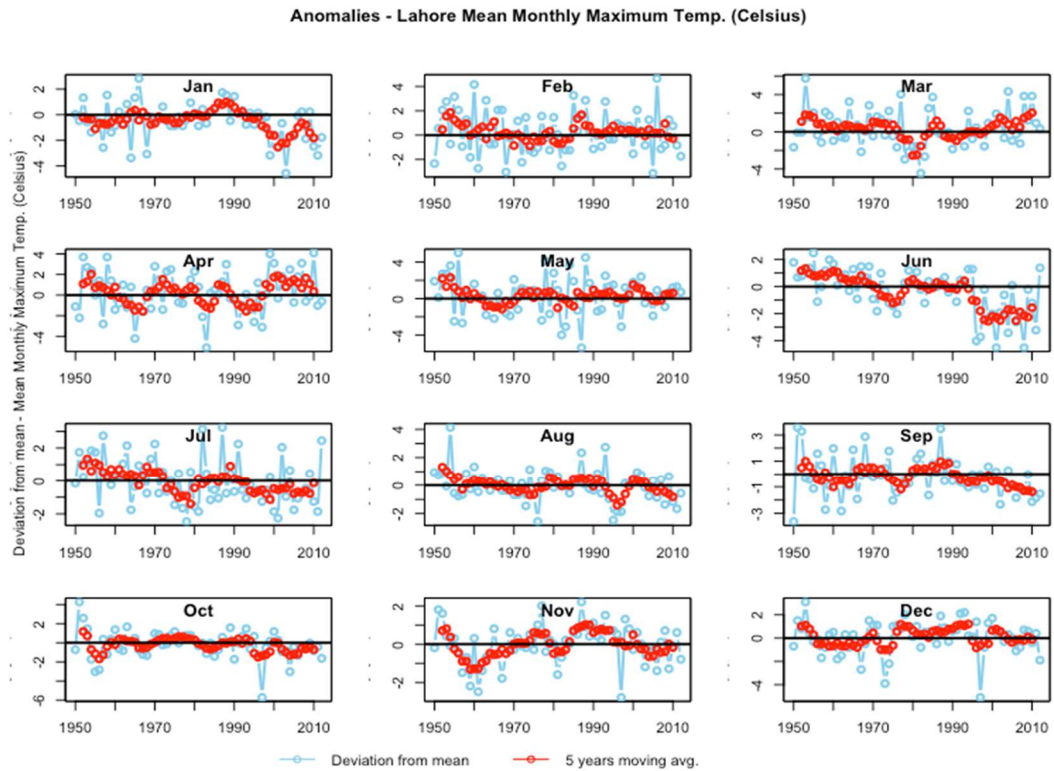 Anomalies - Lahore Mean Monthly Maximum Temp. (Celsius)
Deviation from mean - Mean Monthly Maximum Temp. (Celsius)
Jan
2
0
-2
-4
1950 1970 1990 2010
Feb
4
2
0
-2
1950 1970 1990 2010
Mar
4
0
-4
1950 1970 1990 2010
Apr
4
2
0
-4
1950 1970 1990 2010
May
4
2
0
-4
1950 1970 1990 2010
Jun
2
0
-2
-4
1950 1970 1990 2010
Jul
2
0
-2
1950 1970 1990 2010
Aug
4
2
0
-2
1950 1970 1990 2010
Sep
3
1
-1
-3
1950 1970 1990 2010
Oct
2
0
-2
-6
1950 1970 1990 2010
Nov
2
0
-2
1950 1970 1990 2010
Dec
2
0
-4
1950 1970 1990 2010
Deviation from mean 5 years moving avg.